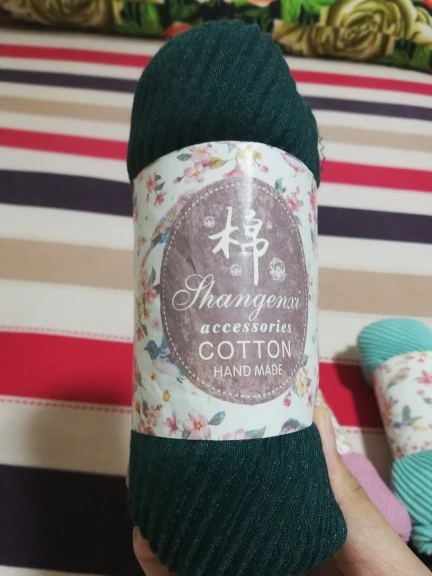 棉
Shangenxi
accessories
COTTON
HAND MADE